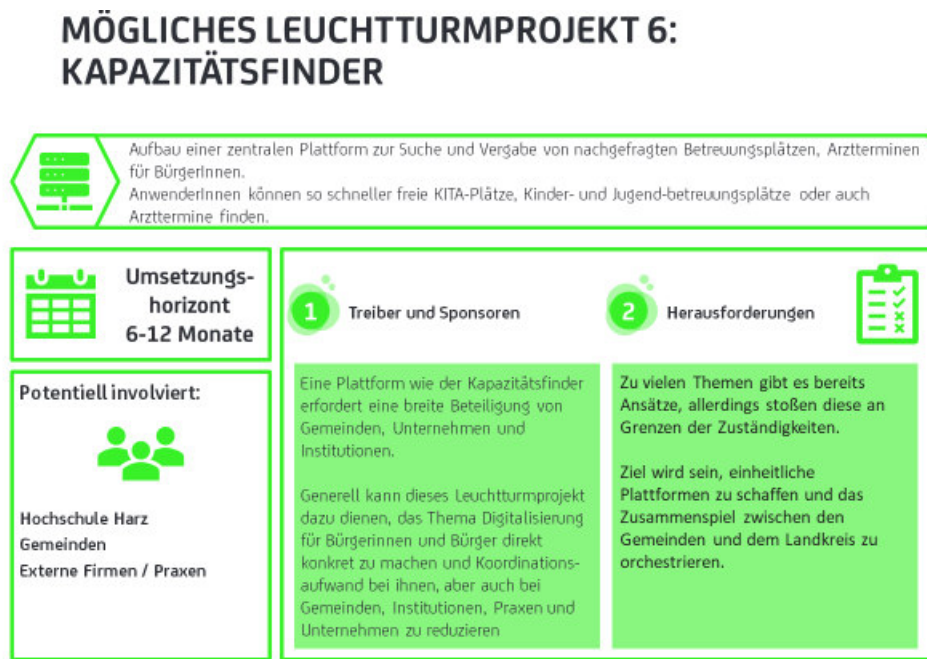 MÖGLICHES LEUCHTTURMPROJEKT 6:
KAPAZITÄTSFINDER
Aufbau einer zentralen Plattform zur Suche und Vergabe von nachgefragten Betreuungsplätzen, Arztterminen
für BürgerInnen.
AnwenderInnen können so schneller freie KITA-Plätze, Kinder- und Jugend-betreuungsplätze oder auch
Arzttermine finden.
Umsetzungs-
horizont
6-12 Monate
Potentiell involviert:
Hochschule Harz
Gemeinden
Externe Firmen / Praxen
1 Treiber und Sponsoren
Eine Plattform wie der Kapazitätsfinder
erfordert eine breite Beteiligung von
Gemeinden, Unternehmen und
Institutionen.
Generell kann dieses Leuchtturmprojekt
dazu dienen, das Thema Digitalisierung
für Bürgerinnen und Bürger direkt
konkret zu machen und Koordinations-
aufwand bei ihnen, aber auch bei
Gemeinden, Institutionen, Praxen und
Unternehmen zu reduzieren
2 Herausforderungen
Zu vielen Themen gibt es bereits
Ansätze, allerdings stoßen diese an
Grenzen der Zuständigkeiten.
Ziel wird sein, einheitliche
Plattformen zu schaffen und das
Zusammenspiel zwischen den
Gemeinden und dem Landkreis zu
orchestrieren.